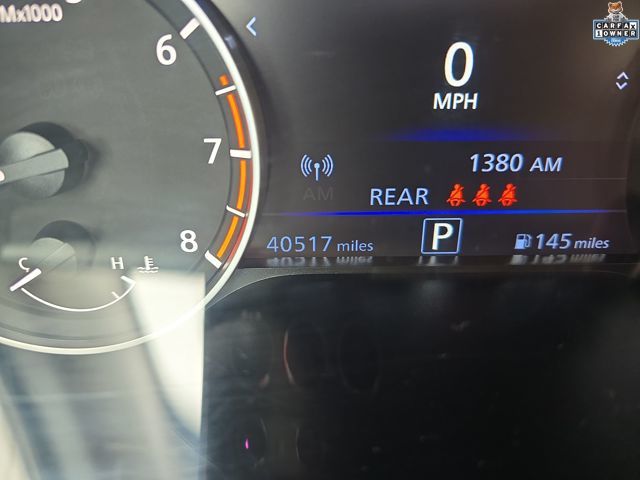 Mx1000
6
7
8
C
H
0
MPH
1380 AM
AM
REAR
40517 miles
P
145 miles
CARFAX
1 OWNER